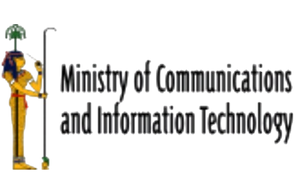 Ministry of Communications
and Information Technology